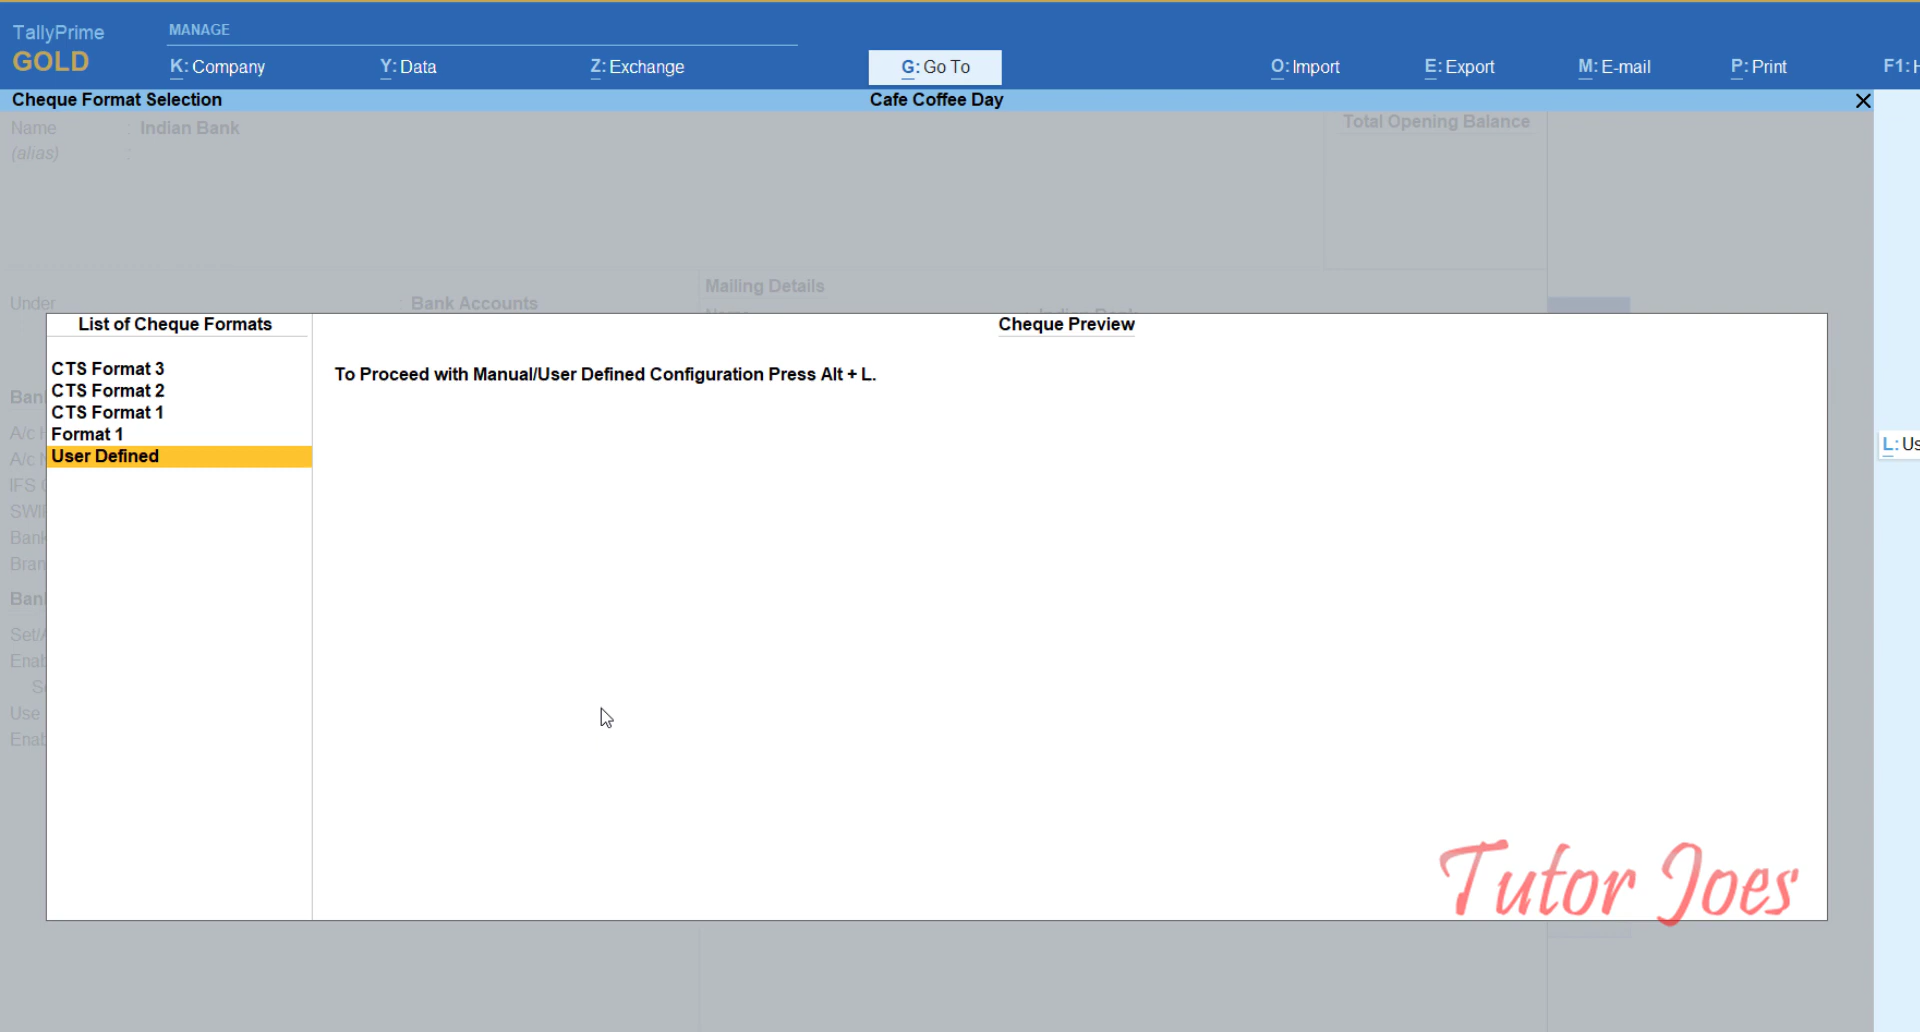 TallyPrime
GOLD
MANAGE
K: Company
Y: Data
Z: Exchange
G: Go To
O: Import
E: Export
M: E-mail
P: Print
F1:
Cheque Format Selection
Cafe Coffee Day
Name : Indian Bank
(alias) :
Total Opening Balance
Under : Bank Accounts
Mailing Details
List of Cheque Formats
CTS Format 3
CTS Format 2
CTS Format 1
Format 1
User Defined
Cheque Preview
To Proceed with Manual/User Defined Configuration Press Alt + L.
A/c
A/c
Use
L: Us
Tutor Joes